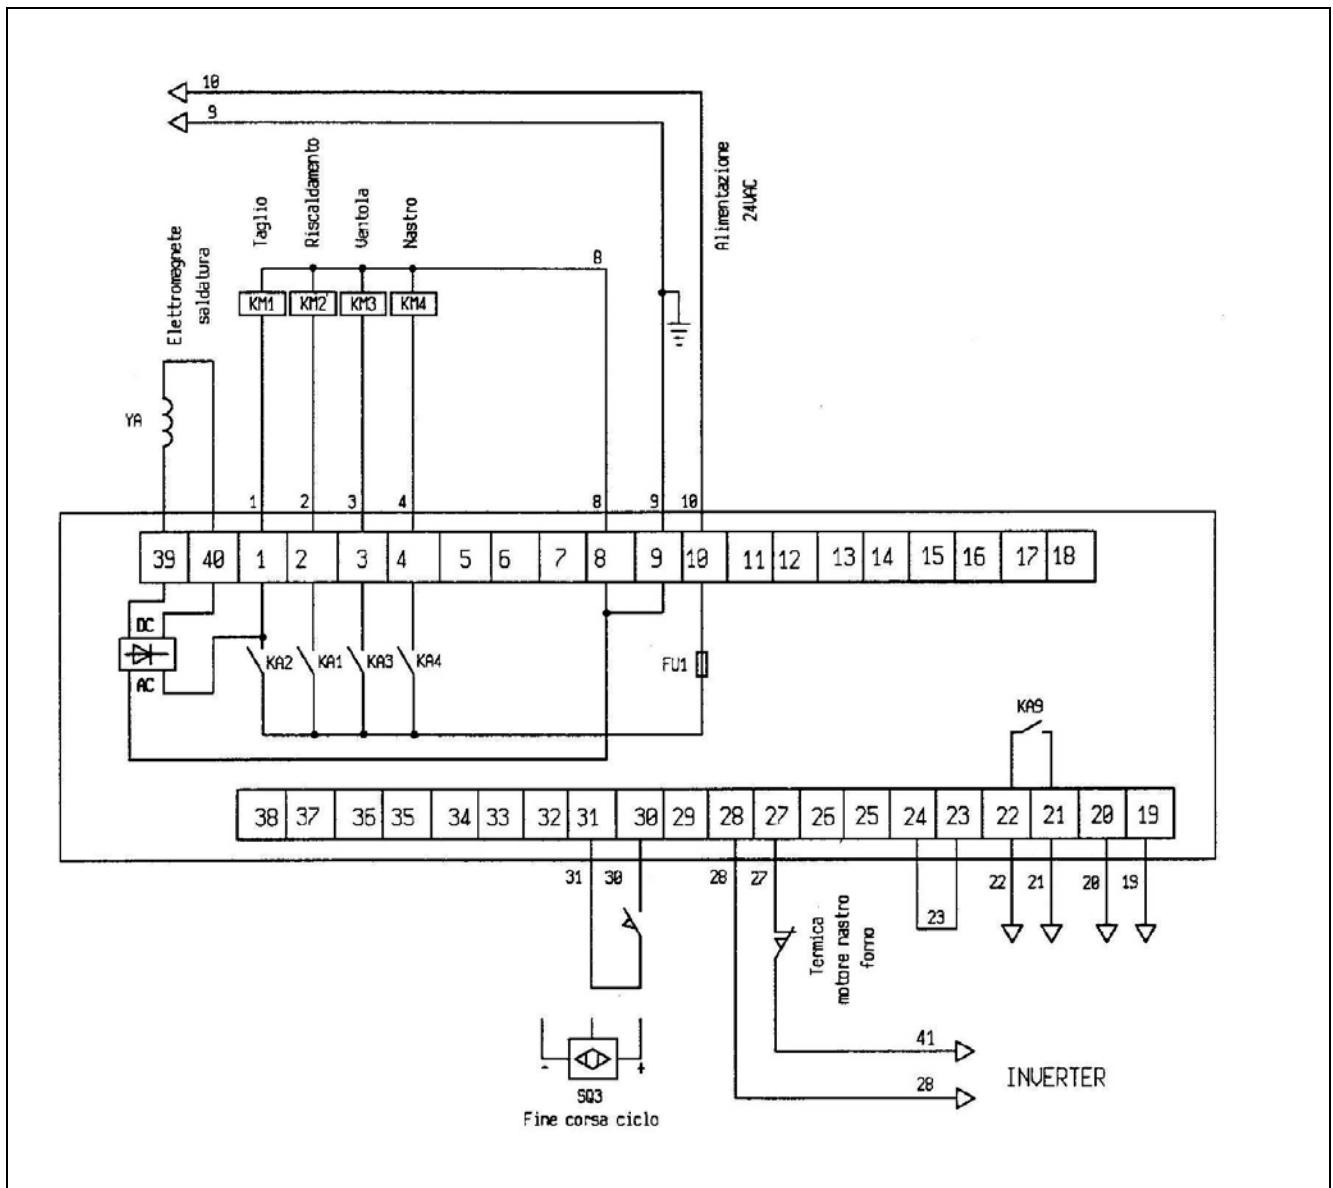 10
9
Elettromagnete
saldatura
Taglio
Riscaldamento
Ventola
Nastro
Alimentazione
24VAC
8
KM1 KM2 KM3 KM4
YA
1 2 3 4 8 9 10
39 40 1 2 3 4 5 6 7 8 9 10 11 12 13 14 15 16 17 18
DC
AC
KA2 KA1 KA3 KA4 FU1
KA9
38 37 36 35 34 33 32 31 30 29 28 27 26 25 24 23 22 21 20 19
31 30 28 27 22 21 20 19
23
Termica
motore nastro
forno
41
28
INVERTER
- +
SQ3
Fine corsa ciclo